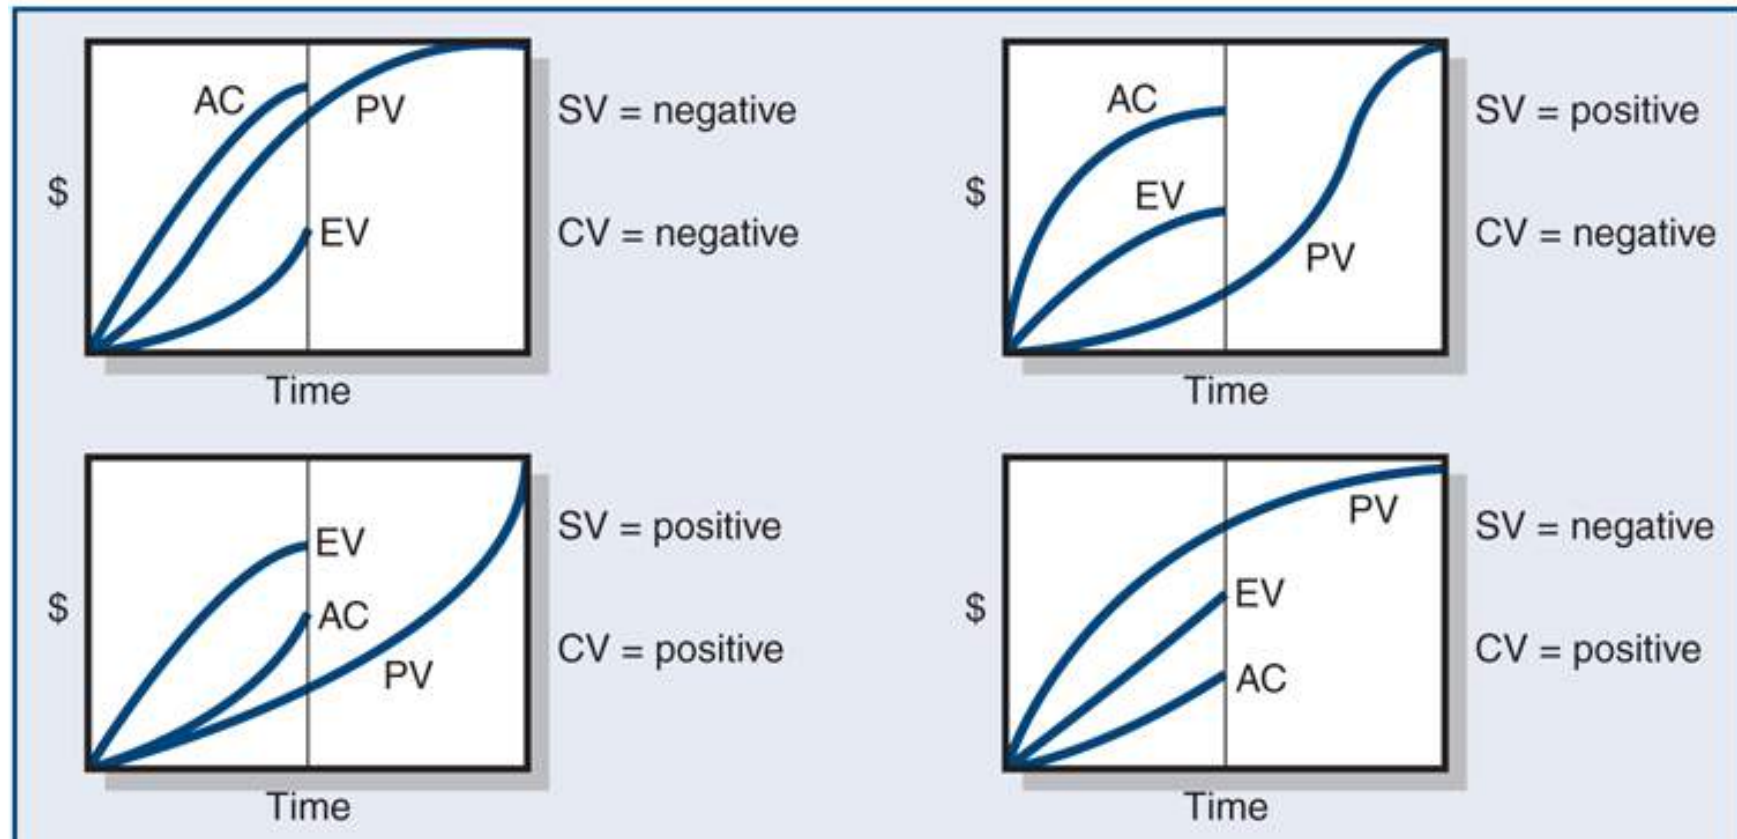 AC
PV
EV
$
Time
SV = negative
CV = negative
AC
EV
PV
$
Time
SV = positive
CV = negative
EV
AC
PV
$
Time
SV = positive
CV = positive
PV
EV
AC
$
Time
SV = negative
CV = positive